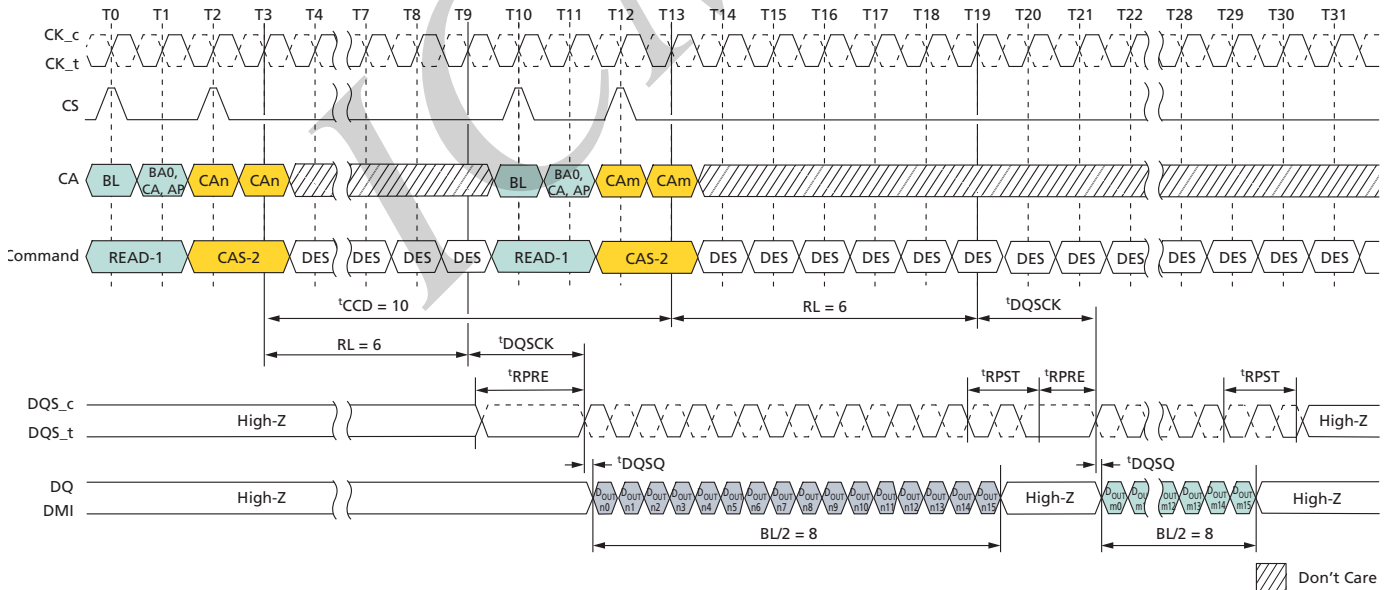 T0 T1 T2 T3 T4 T7 T8 T9 T10 T11 T12 T13 T14 T15 T16 T17 T18 T19 T20 T21 T22 T28 T29 T30 T31
CK_c
CK_t
CS
CA BL BA0, CA, AP CAn CAn BL BA0, CA, AP CAm CAm
Command READ-1 CAS-2 DES DES DES DES READ-1 CAS-2 DES DES DES DES DES DES DES DES DES DES DES DES DES
tCCD = 10 RL = 6 tDQSCK
RL = 6 tDQSCK
tRPRE tRPST tRPRE tRPST
DQS_c
DQS_t
High-Z High-Z
tDQSQ tDQSQ
DQ
DMI
High-Z DOUT n0 DOUT n1 DOUT n2 DOUT n3 DOUT n4 DOUT n5 DOUT n6 DOUT n7 DOUT n8 DOUT n9 DOUT n10 DOUT n11 DOUT n12 DOUT n13 DOUT n14 DOUT n15 High-Z DOUT m0 DOUT m12 DOUT m13 DOUT m14 DOUT m15 High-Z
BL/2 = 8 BL/2 = 8
Don't Care